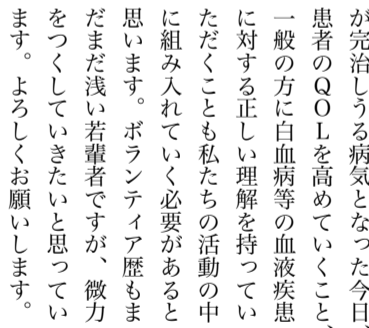 が完治しうる病気となった今日、
患者のＱＯＬを高めていくこと、
一般の方に白血病等の血液疾患
に対する正しい理解を持ってい
ただくことも私たちの活動の中
に組み入れていく必要があると
思います。ボランティア歴もま
だまだ浅い若輩者ですが、微力
をつくしていきたいと思ってい
ます。よろしくお願いします。